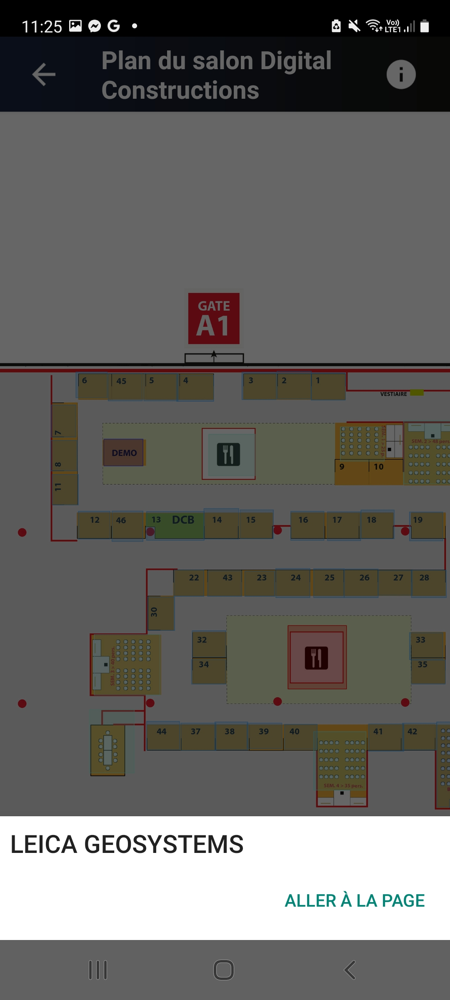 11:25
Vo))
LTE1
Plan du salon Digital
Constructions
GATE
A1
6 45 5 4 3 2 1
VESTIAIRE
7
DEMO
SEM. 1 > 25 p.
SEM. 2 > 48 pers.
8
9 10
11
12 46 13 DCB 14 15 16 17 18 19
22 43 23 24 25 26 27 28
30
32 33
SEM. 3 > 40 pers.
34 35
44 37 38 39 40 41 42
SEM. 4 > 35 pers.
LEICA GEOSYSTEMS
ALLER À LA PAGE